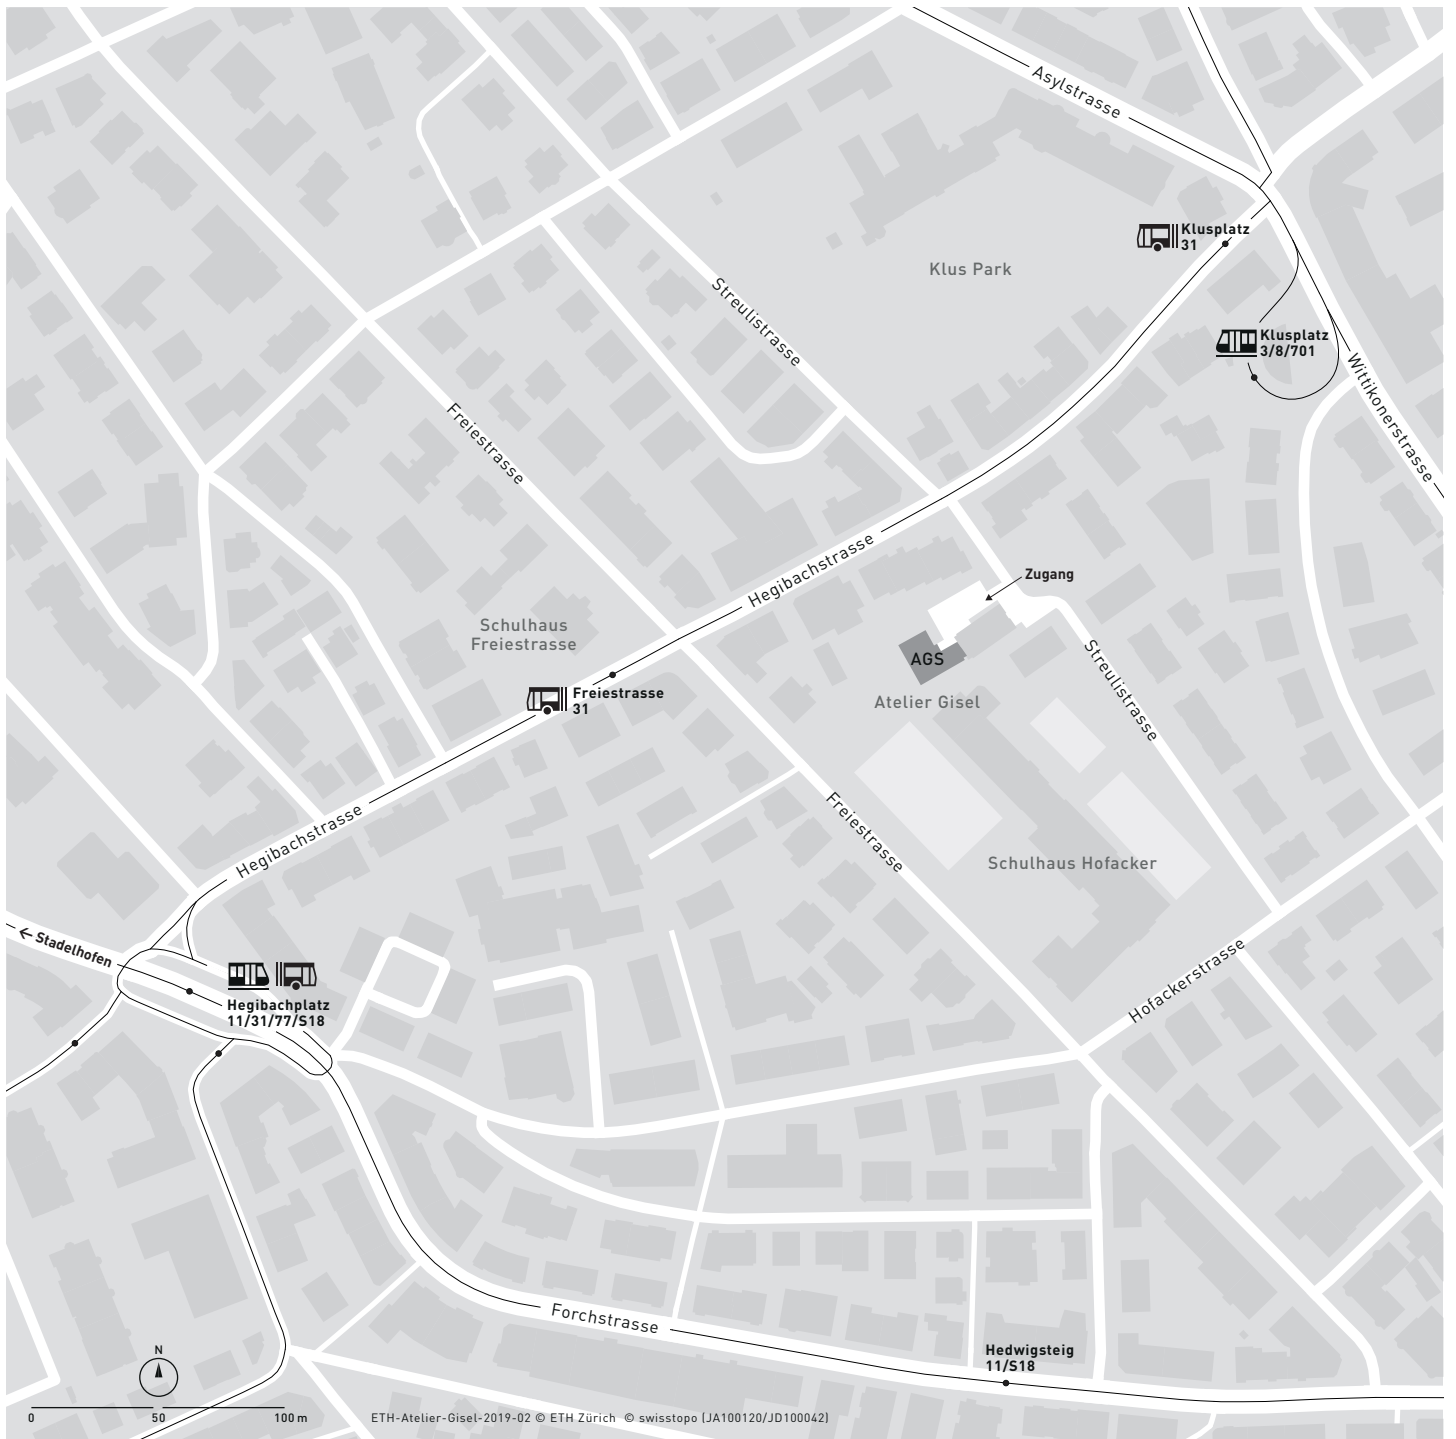 Asylstrasse
Klusplatz
31
Klus Park
Streulistrasse
Klusplatz
3/8/701
Wittikonerstrasse
Freiestrasse
Hegibachstrasse
Zugang
Schulhaus
Freiestrasse
AGS
Streulistrasse
Freiestrasse
31
Atelier Gisel
Freiestrasse
Hegibachstrasse
Schulhaus Hofacker
← Stadelhofen
Hofackerstrasse
Hegibachplatz
11/31/77/S18
Forchstrasse
Hedwigsteig
11/S18
N
0 50 100 m
ETH-Atelier-Gisel-2019-02 © ETH Zürich © swisstopo (JA100120/JD100042)